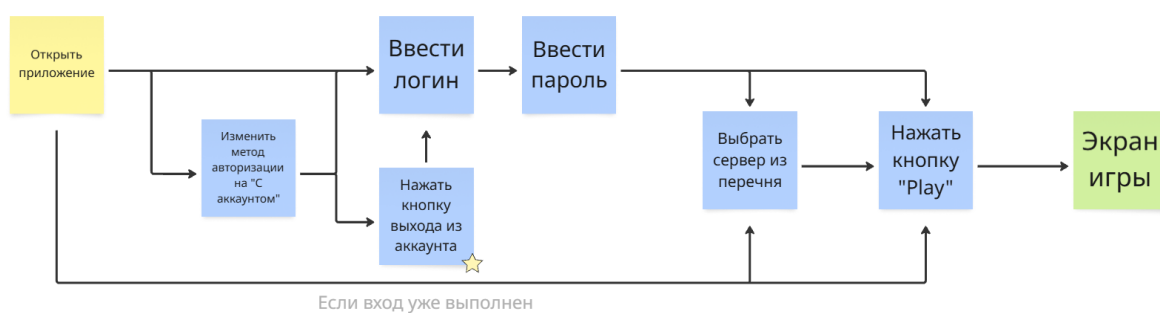 Открыть
приложение
Изменить
метод
авторизации
на "С
аккаунтом"
Ввести
логин
Нажать
кнопку
выхода из
аккаунта
Ввести
пароль
Выбрать
сервер из
перечня
Нажать
кнопку
"Play"
Экран
игры
Если вход уже выполнен